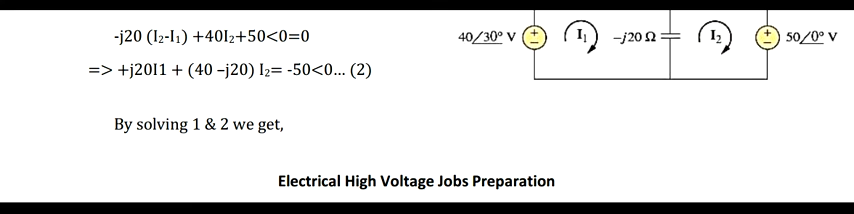 -j20 (I₂-I₁) +40I₂+50<0=0
40/30° V
I₁
-j20 Ω
I₂
50/0° V
=> +j20I1 + (40 –j20) I₂= -50<0... (2)
By solving 1 & 2 we get,
Electrical High Voltage Jobs Preparation